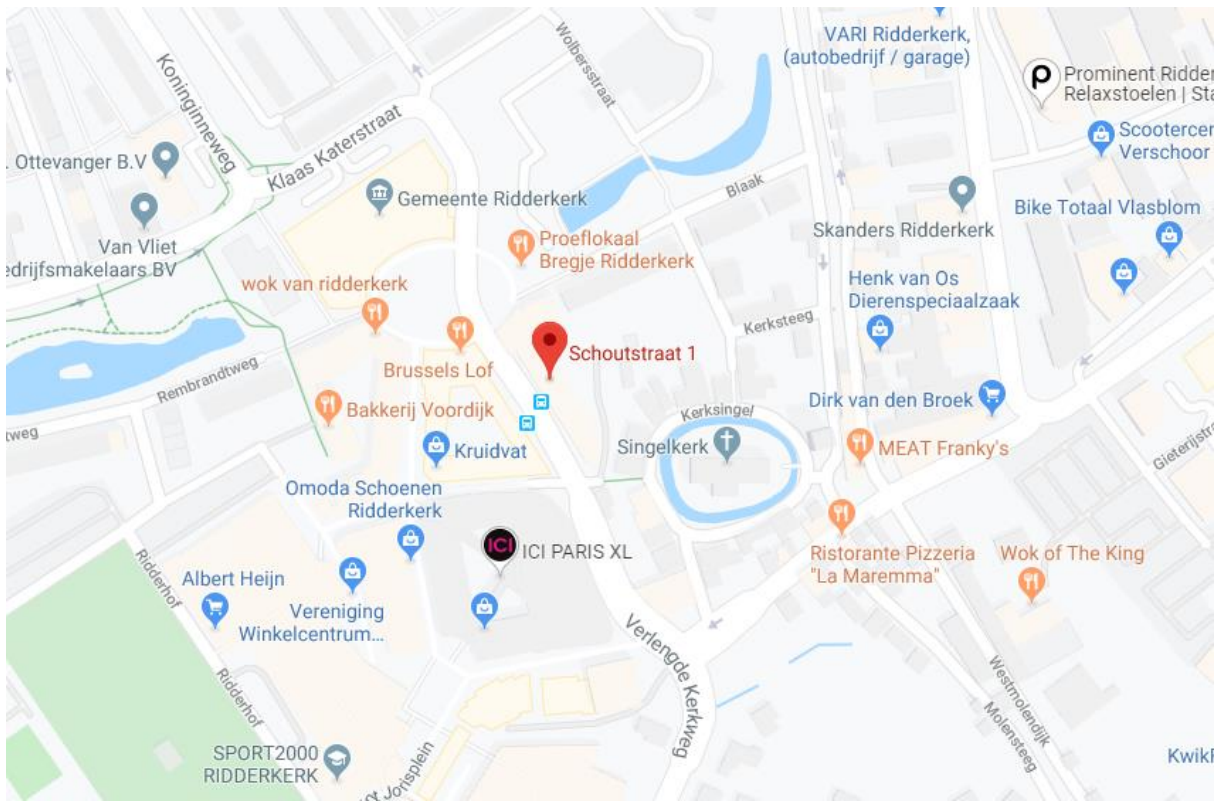 VARI Ridderkerk,
(autobedrijf / garage)
Wolbersstraat
Koninginneweg
Prominent Ridder
Relaxstoelen | Sta
Scootercer
Verschoor
. Ottevanger B.V
Klaas Katerstraat
Gemeente Ridderkerk
Blaak
Bike Totaal Vlasblom
Skanders Ridderkerk
Van Vliet
edrijfsmakelaars BV
Proeflokaal
Bregje Ridderkerk
wok van ridderkerk
Henk van Os
Dierenspeciaalzaak
Kerksteeg
Schoutstraat 1
Brussels Lof
Rembrandtweg
Bakkerij Voordijk
Kerksingel
Dirk van den Broek
tweg
Kruidvat
Singelkerk
MEAT Franky's
Gieterijstra
Omoda Schoenen
Ridderkerk
ICI
ICI PARIS XL
Ristorante Pizzeria
"La Maremma"
Wok of The King
Ridderhof
Albert Heijn
Vereniging
Winkelcentrum...
Verlengde Kerkweg
Ridderhof
Westmolendijk
Molensteeg
SPORT2000
RIDDERKERK
Jorisplein
Kwik